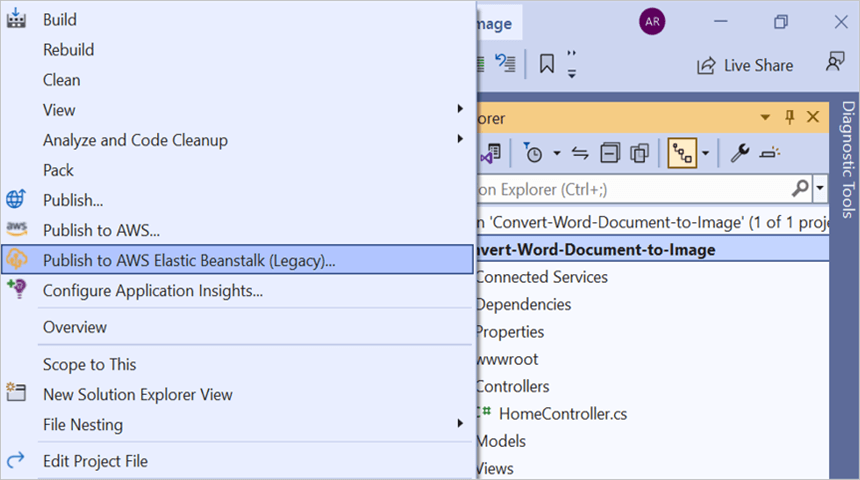 Build
Rebuild
Clean
View
Analyze and Code Cleanup
Pack
Publish...
aws
Publish to AWS...
Publish to AWS Elastic Beanstalk (Legacy)...
Configure Application Insights...
Overview
Scope to This
New Solution Explorer View
File Nesting
Edit Project File
mage
AR
Live Share
orer
on Explorer (Ctrl+;)
n 'Convert-Word-Document-to-Image' (1 of 1 proje
nvert-Word-Document-to-Image
Connected Services
Dependencies
Properties
wwwroot
Controllers
C# HomeController.cs
Models
Views
Diagnostic Tools